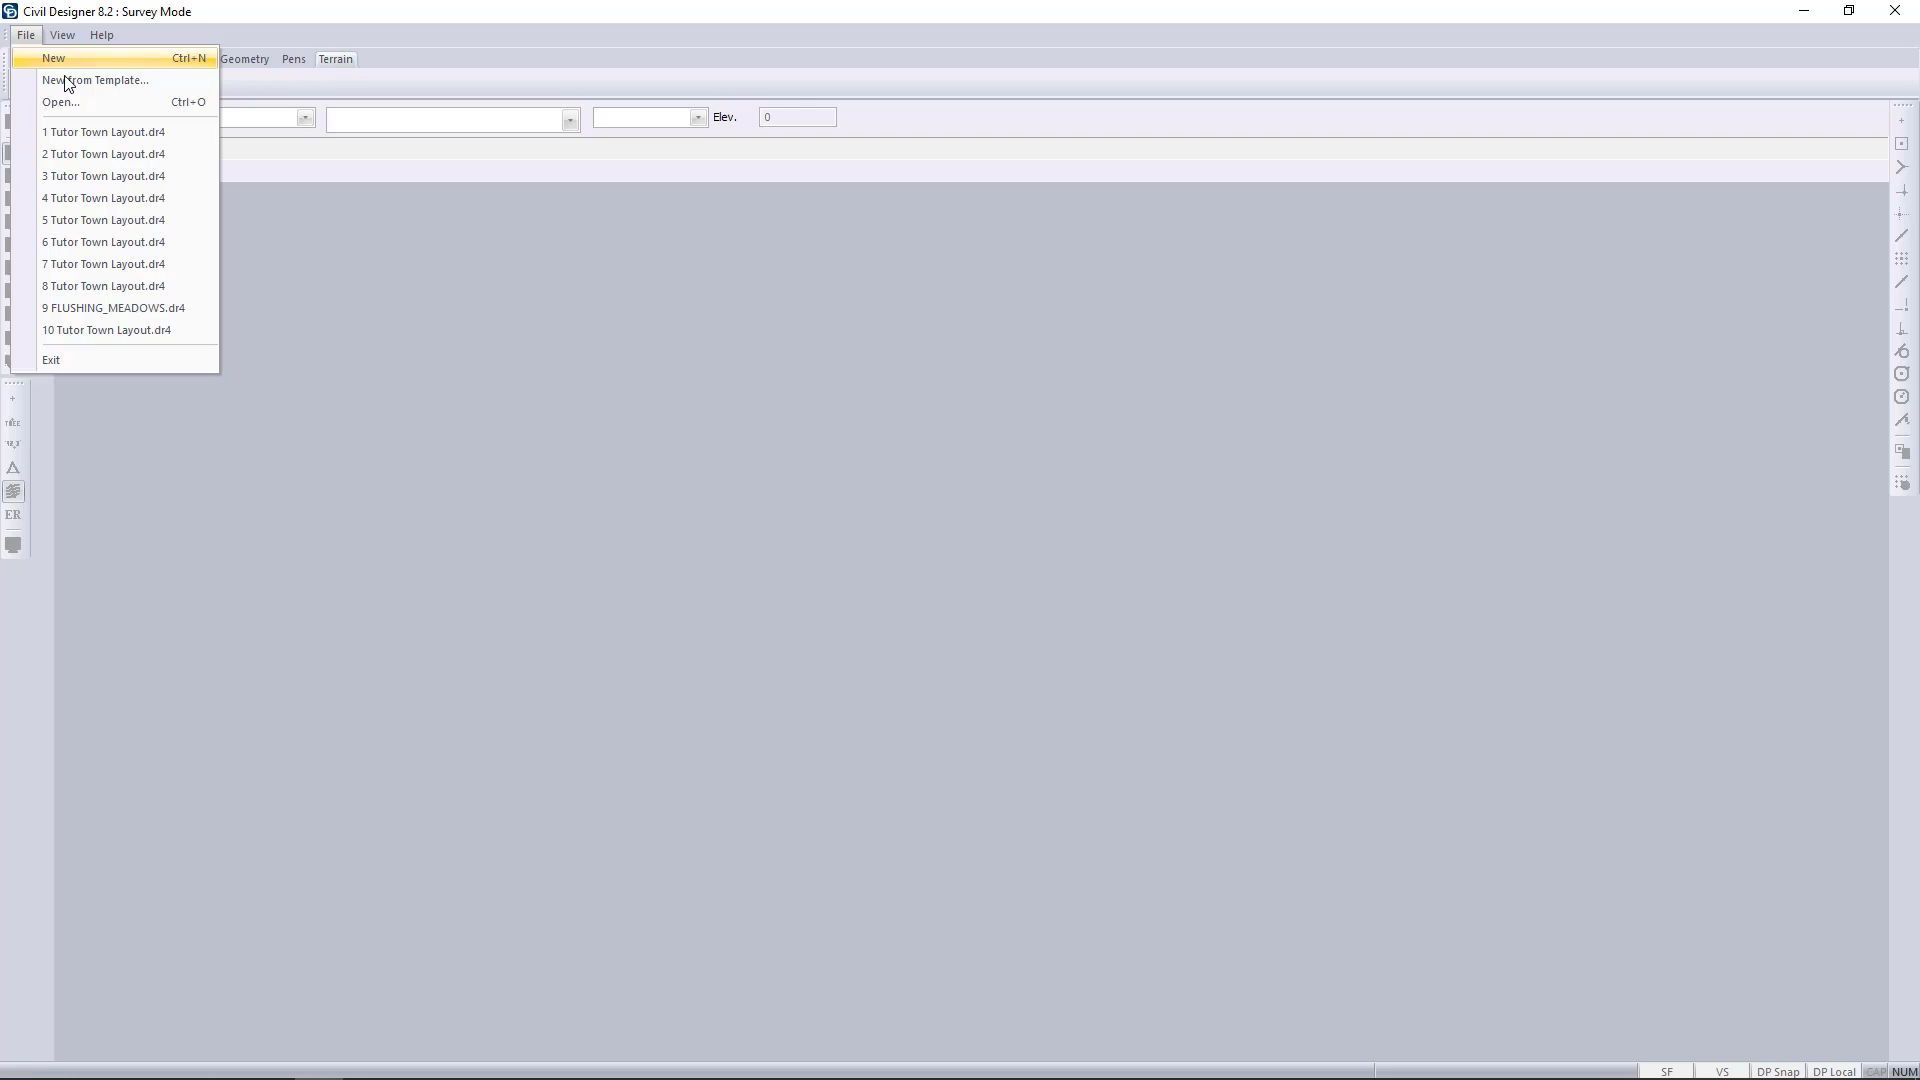 Civil Designer 8.2 : Survey Mode
File View Help
New Ctrl+N
Geometry Pens Terrain
New from Template...
Open... Ctrl+O
Elev. 0
1 Tutor Town Layout.dr4
2 Tutor Town Layout.dr4
3 Tutor Town Layout.dr4
4 Tutor Town Layout.dr4
5 Tutor Town Layout.dr4
6 Tutor Town Layout.dr4
7 Tutor Town Layout.dr4
8 Tutor Town Layout.dr4
9 FLUSHING_MEADOWS.dr4
10 Tutor Town Layout.dr4
Exit
TREE
ER
SF VS DP Snap DP Local CAP NUM